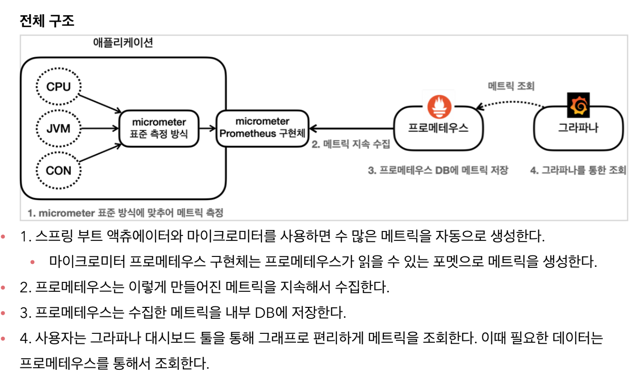 전체 구조
애플리케이션
CPU
JVM
CON
micrometer
표준 측정 방식
micrometer
Prometheus 구현체
메트릭 조회
프로메테우스
그라파나
2. 메트릭 지속 수집
3. 프로메테우스 DB에 메트릭 저장
4. 그라파나를 통한 조회
1. micrometer 표준 방식에 맞추어 메트릭 측정
• 1. 스프링 부트 액츄에이터와 마이크로미터를 사용하면 수 많은 메트릭을 자동으로 생성한다.
• 마이크로미터 프로메테우스 구현체는 프로메테우스가 읽을 수 있는 포멧으로 메트릭을 생성한다.
• 2. 프로메테우스는 이렇게 만들어진 메트릭을 지속해서 수집한다.
• 3. 프로메테우스는 수집한 메트릭을 내부 DB에 저장한다.
• 4. 사용자는 그라파나 대시보드 툴을 통해 그래프로 편리하게 메트릭을 조회한다. 이때 필요한 데이터는
프로메테우스를 통해서 조회한다.